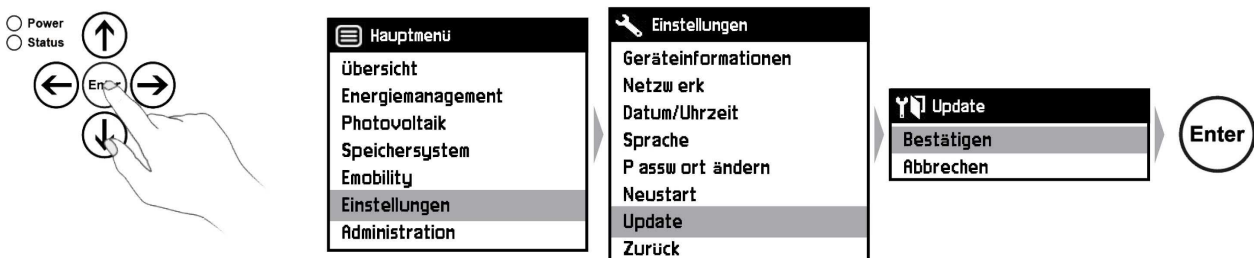 Power
Status
Enter
Hauptmenü
Übersicht
Energiemanagement
Photovoltaik
Speichersystem
Emobility
Einstellungen
Administration
Einstellungen
Geräteinformationen
Netzw erk
Datum/Uhrzeit
Sprache
P assw ort ändern
Neustart
Update
Zurück
Update
Bestätigen
Abbrechen
Enter